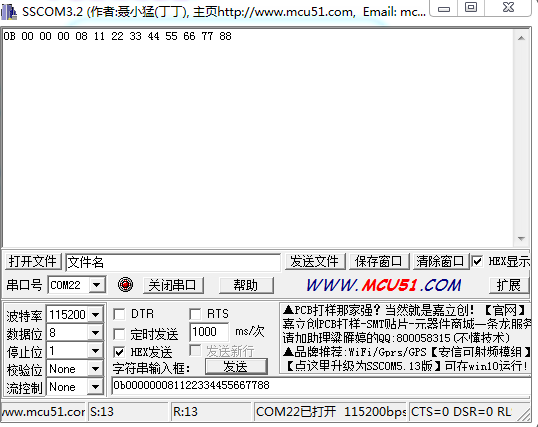 SSCOM3.2 (作者:聂小猛(丁丁), 主页http://www.mcu51.com, Email: mc...
0B 00 00 00 08 11 22 33 44 55 66 77 88
打开文件 文件名 发送文件 保存窗口 清除窗口 HEX显示
串口号 COM22 关闭串口 帮助 WWW.MCU51.COM 扩展
波特率 115200 DTR RTS
数据位 8 定时发送 1000 ms/次
停止位 1 HEX发送 发送新行
校验位 None 字符串输入框: 发送
流控制 None 0b000000081122334455667788
▲PCB打样那家强?当然就是嘉立创!【官网】
嘉立创PCB打样-SMT贴片-元器件商城一条龙服务
请加助理梁雁婷的QQ:800058315(不懂技术)
▲品牌推荐:WiFi/Gprs/GPS【安信可射频模组】
【点这里升级为SSCOM5.13版】可在win10运行!
www.mcu51.cor S:13 R:13 COM22已打开 115200bps CTS=0 DSR=0 RL